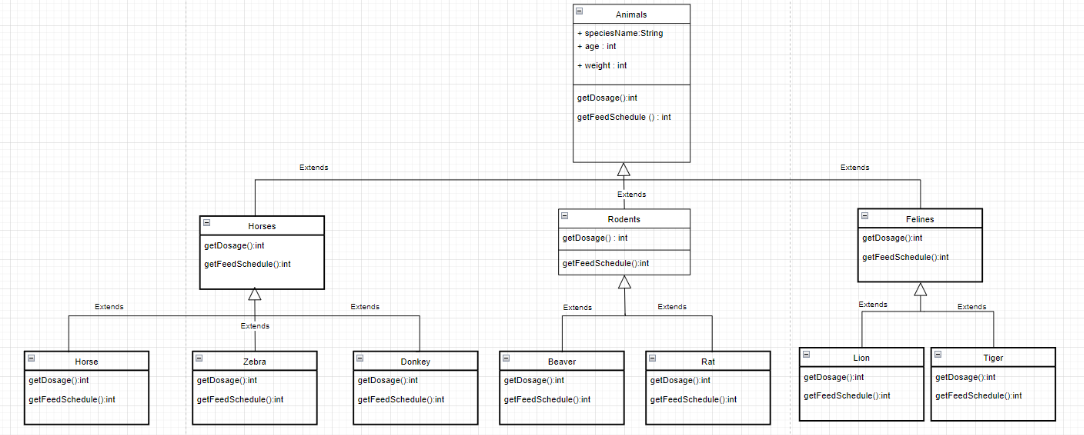 Animals
+ speciesName:String
+ age : int
+ weight : int
getDosage():int
getFeedSchedule () : int
Extends
Extends
Extends
Horses
getDosage():int
getFeedSchedule():int
Rodents
getDosage() : int
getFeedSchedule():int
Felines
getDosage():int
getFeedSchedule():int
Extends
Extends
Extends
Extends
Extends
Extends
Extends
Horse
getDosage():int
getFeedSchedule():int
Zebra
getDosage():int
getFeedSchedule():int
Donkey
getDosage():int
getFeedSchedule():int
Beaver
getDosage():int
getFeedSchedule():int
Rat
getDosage():int
getFeedSchedule():int
Lion
getDosage():int
getFeedSchedule():int
Tiger
getDosage():int
getFeedSchedule():int